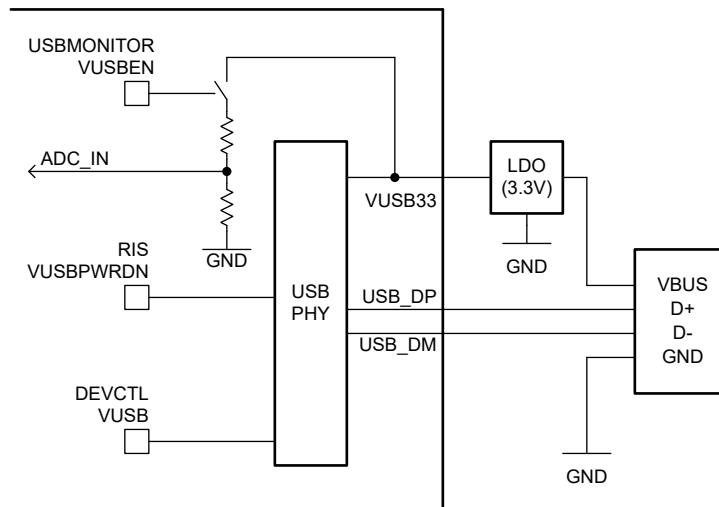 USBMONITOR
VUSBEN
ADC_IN
GND
RIS
VUSBPWRDN
DEVCTL
VUSB
USB
PHY
VUSB33
USB_DP
USB_DM
LDO
(3.3V)
GND
VBUS
D+
D-
GND
GND